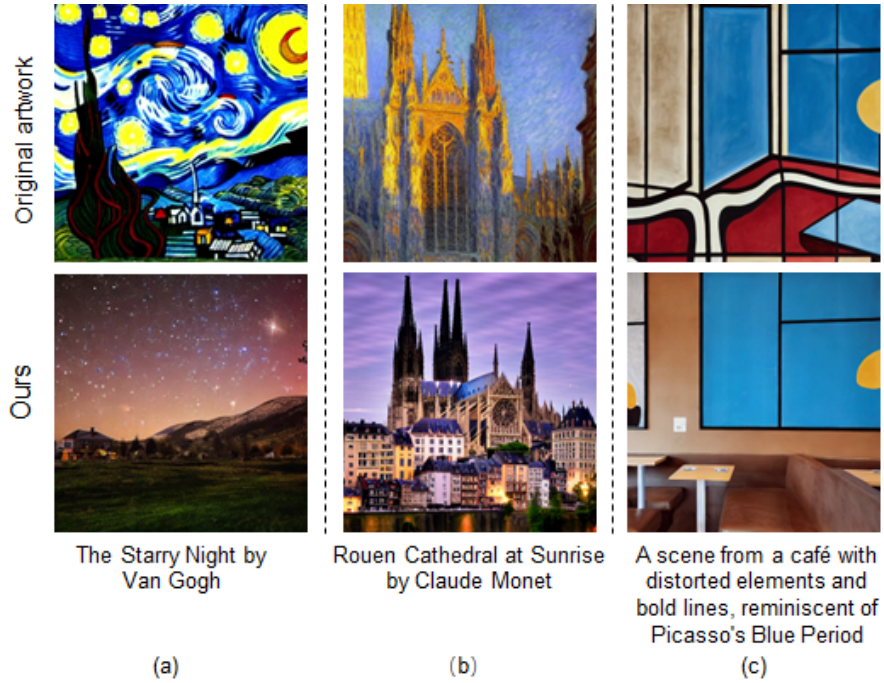 Original artwork
Ours
The Starry Night by
Van Gogh
Rouen Cathedral at Sunrise
by Claude Monet
A scene from a café with
distorted elements and
bold lines, reminiscent of
Picasso's Blue Period
(a)
(b)
(c)